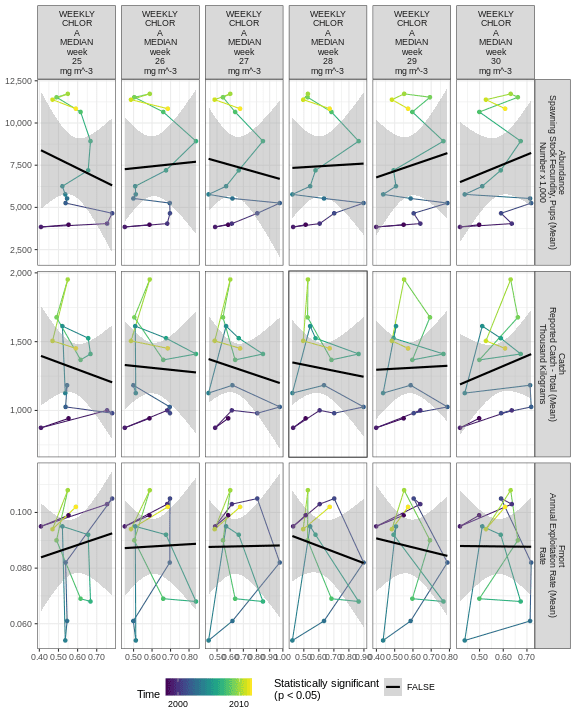 WEEKLY
CHLOR
A
MEDIAN
week
25
mg m^-3
WEEKLY
CHLOR
A
MEDIAN
week
26
mg m^-3
WEEKLY
CHLOR
A
MEDIAN
week
27
mg m^-3
WEEKLY
CHLOR
A
MEDIAN
week
28
mg m^-3
WEEKLY
CHLOR
A
MEDIAN
week
29
mg m^-3
WEEKLY
CHLOR
A
MEDIAN
week
30
mg m^-3
12,500
10,000
7,500
5,000
2,500
Abundance
Spawning Stock Fecundity, Pups (Mean)
Number x 1,000
2,000
1,500
1,000
Catch
Reported Catch - Total (Mean)
Thousand Kilograms
0.100
0.080
0.060
Fmort
Annual Exploitation Rate (Mean)
Rate
0.40 0.50 0.60 0.70
0.50 0.60 0.70 0.80
0.50 0.60 0.70 0.80 0.90 1.00
0.40 0.50 0.60 0.70 0.80 0.90
0.40 0.50 0.60 0.70 0.80
0.50 0.60 0.70
Time
2000 2010
Statistically significant
(p < 0.05)
FALSE